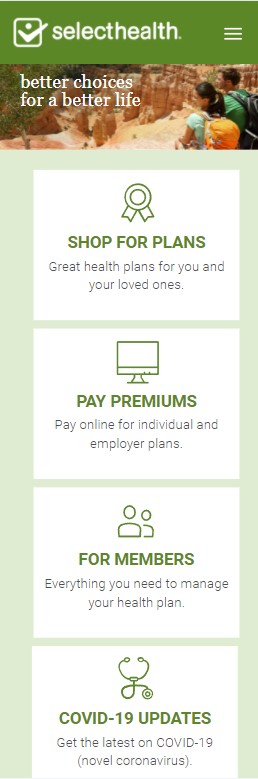 selecthealth.
better choices
for a better life
SHOP FOR PLANS
Great health plans for you and
your loved ones.
PAY PREMIUMS
Pay online for individual and
employer plans.
FOR MEMBERS
Everything you need to manage
your health plan.
COVID-19 UPDATES
Get the latest on COVID-19
(novel coronavirus).